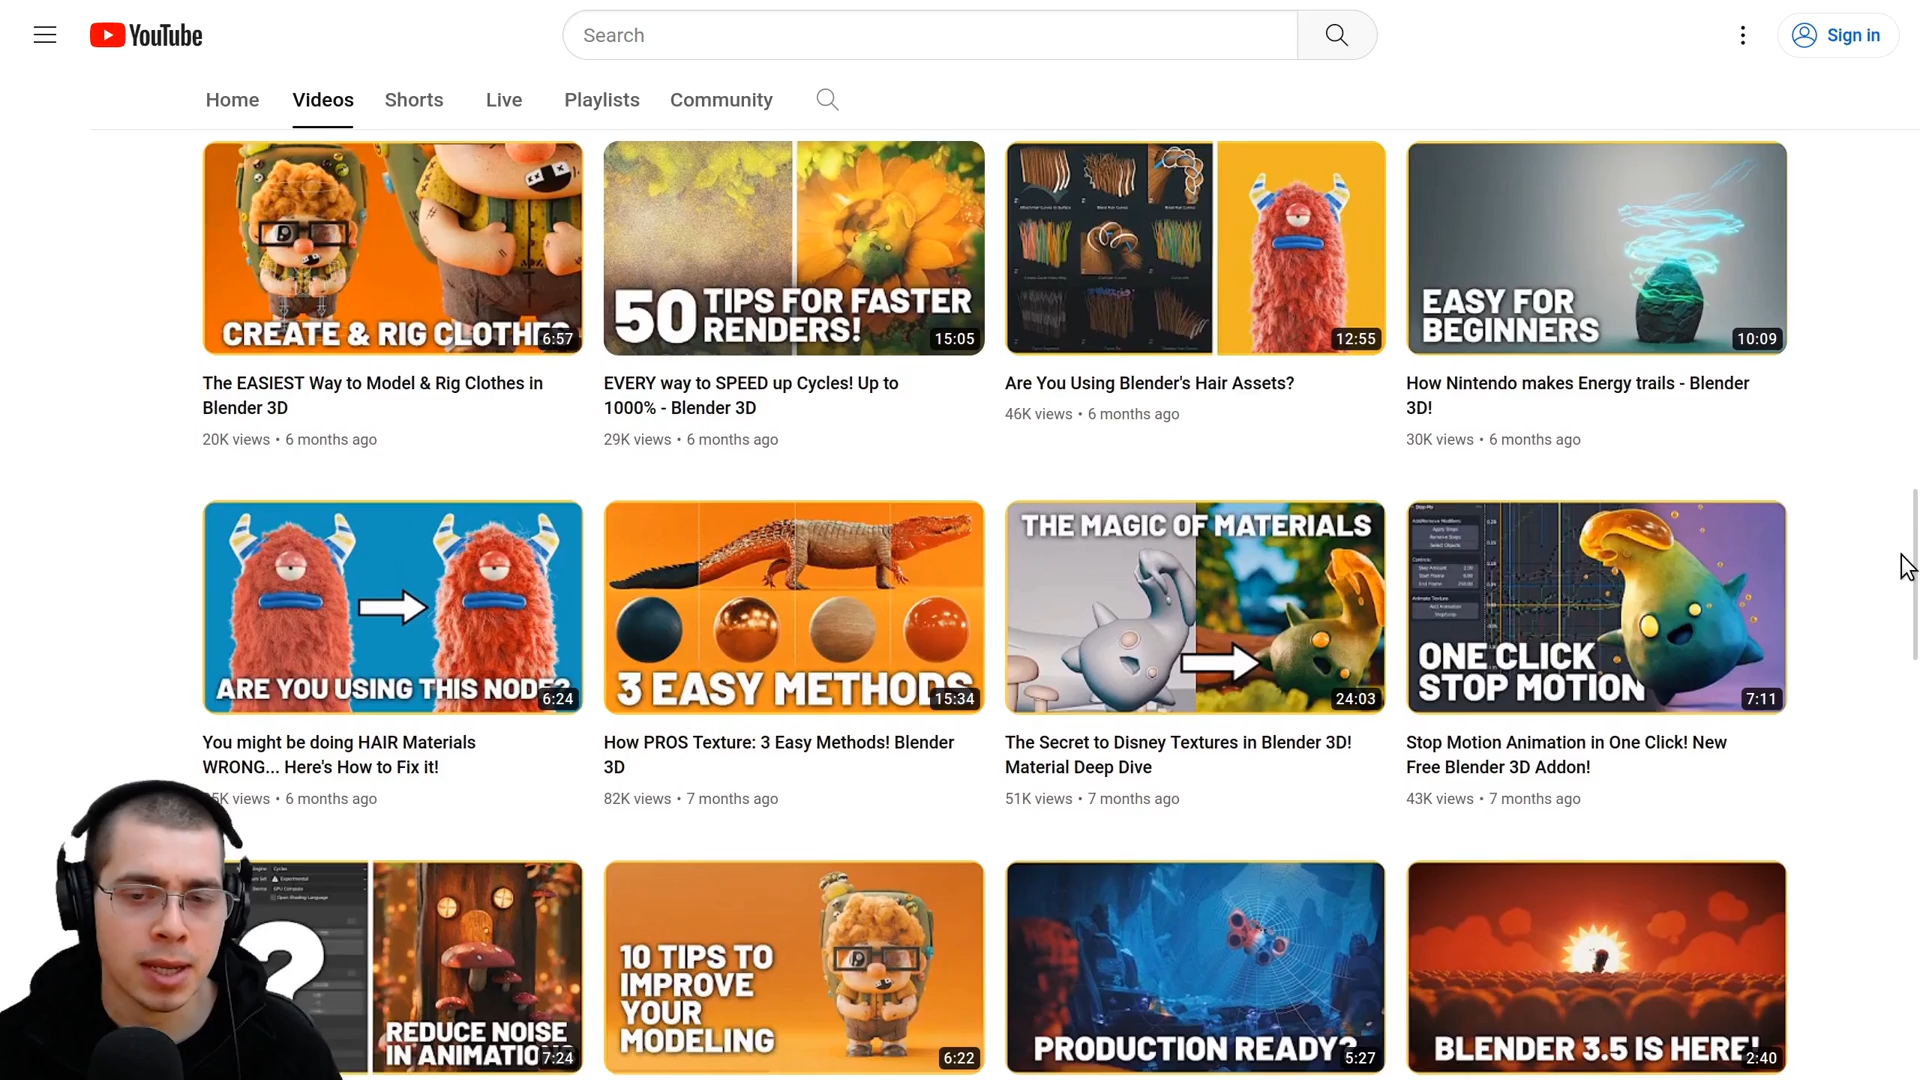 YouTube
Search
Sign in
Home Videos Shorts Live Playlists Community
CREATE & RIG CLOTHES
6:57
50 TIPS FOR FASTER
RENDERS!
15:05
12:55
EASY FOR
BEGINNERS
10:09
The EASIEST Way to Model & Rig Clothes in
Blender 3D
20K views • 6 months ago
EVERY way to SPEED up Cycles! Up to
1000% - Blender 3D
29K views • 6 months ago
Are You Using Blender's Hair Assets?
46K views • 6 months ago
How Nintendo makes Energy trails - Blender
3D!
30K views • 6 months ago
ARE YOU USING THIS NODE?
6:24
3 EASY METHODS
15:34
THE MAGIC OF MATERIALS
24:03
ONE CLICK
STOP MOTION
7:11
You might be doing HAIR Materials
WRONG... Here's How to Fix it!
5K views • 6 months ago
How PROS Texture: 3 Easy Methods! Blender
3D
82K views • 7 months ago
The Secret to Disney Textures in Blender 3D!
Material Deep Dive
51K views • 7 months ago
Stop Motion Animation in One Click! New
Free Blender 3D Addon!
43K views • 7 months ago
?
REDUCE NOISE
IN ANIMATIO
7:24
10 TIPS TO
IMPROVE
YOUR
MODELING
6:22
PRODUCTION READY?
5:27
BLENDER 3.5 IS HERE!
2:40